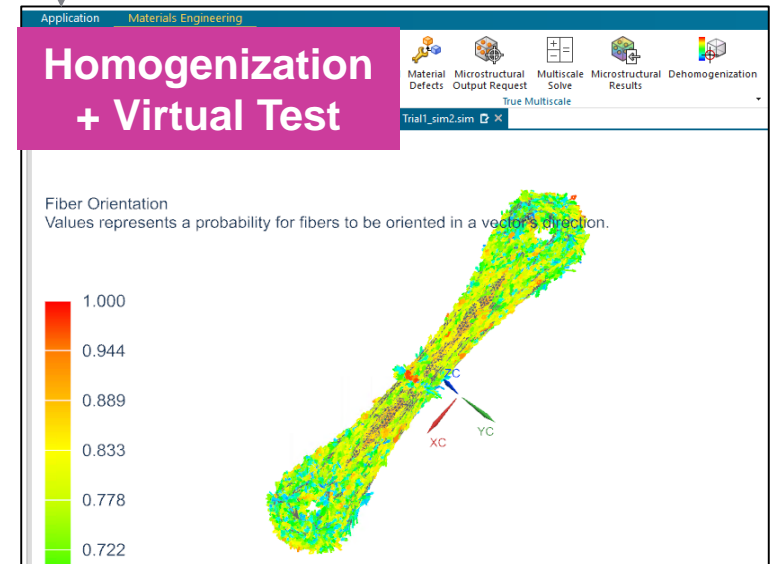 Application Materials Engineering
Homogenization
+ Virtual Test
Material Microstructural Multiscale Microstructural Dehomogenization
Defects Output Request Solve Results
True Multiscale
Trial1_sim2.sim
Fiber Orientation
Values represents a probability for fibers to be oriented in a vector's direction.
1.000
0.944
0.889
0.833
0.778
0.722
ZC
XC
YC